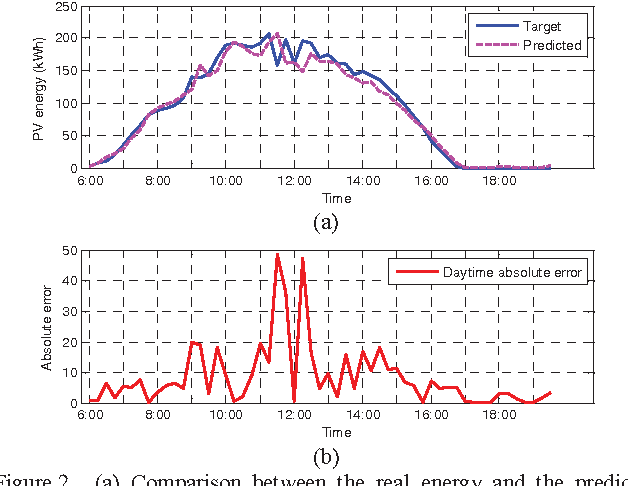 250
200
150
100
50
0
PV energy (kWh)
Target
Predicted
6:00 8:00 10:00 12:00 14:00 16:00 18:00
Time
(a)
50
40
30
20
10
0
Absolute error
Daytime absolute error
6:00 8:00 10:00 12:00 14:00 16:00 18:00
Time
(b)
Figure 2. (a) Comparison between the real energy and the predic